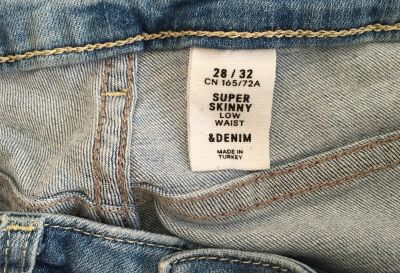 28 / 32
CN 165/72A
SUPER
SKINNY
LOW
WAIST
&DENIM
MADE IN
TURKEY